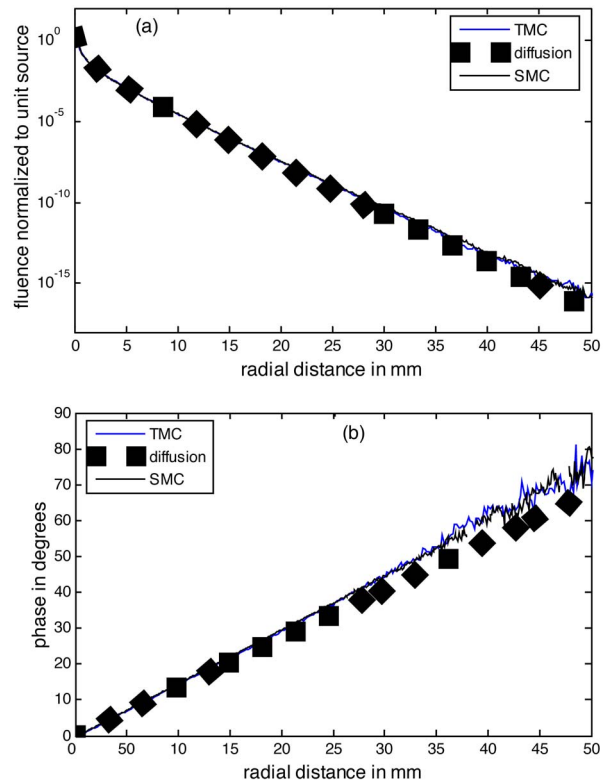 (a)
TMC
diffusion
SMC
10^0
10^-5
10^-10
10^-15
fluence normalized to unit source
0 5 10 15 20 25 30 35 40 45 50
radial distance in mm
(b)
TMC
diffusion
SMC
90
80
70
60
50
40
30
20
10
0
phase in degrees
0 50 10 15 20 25 30 35 40 45 50
radial distance in mm